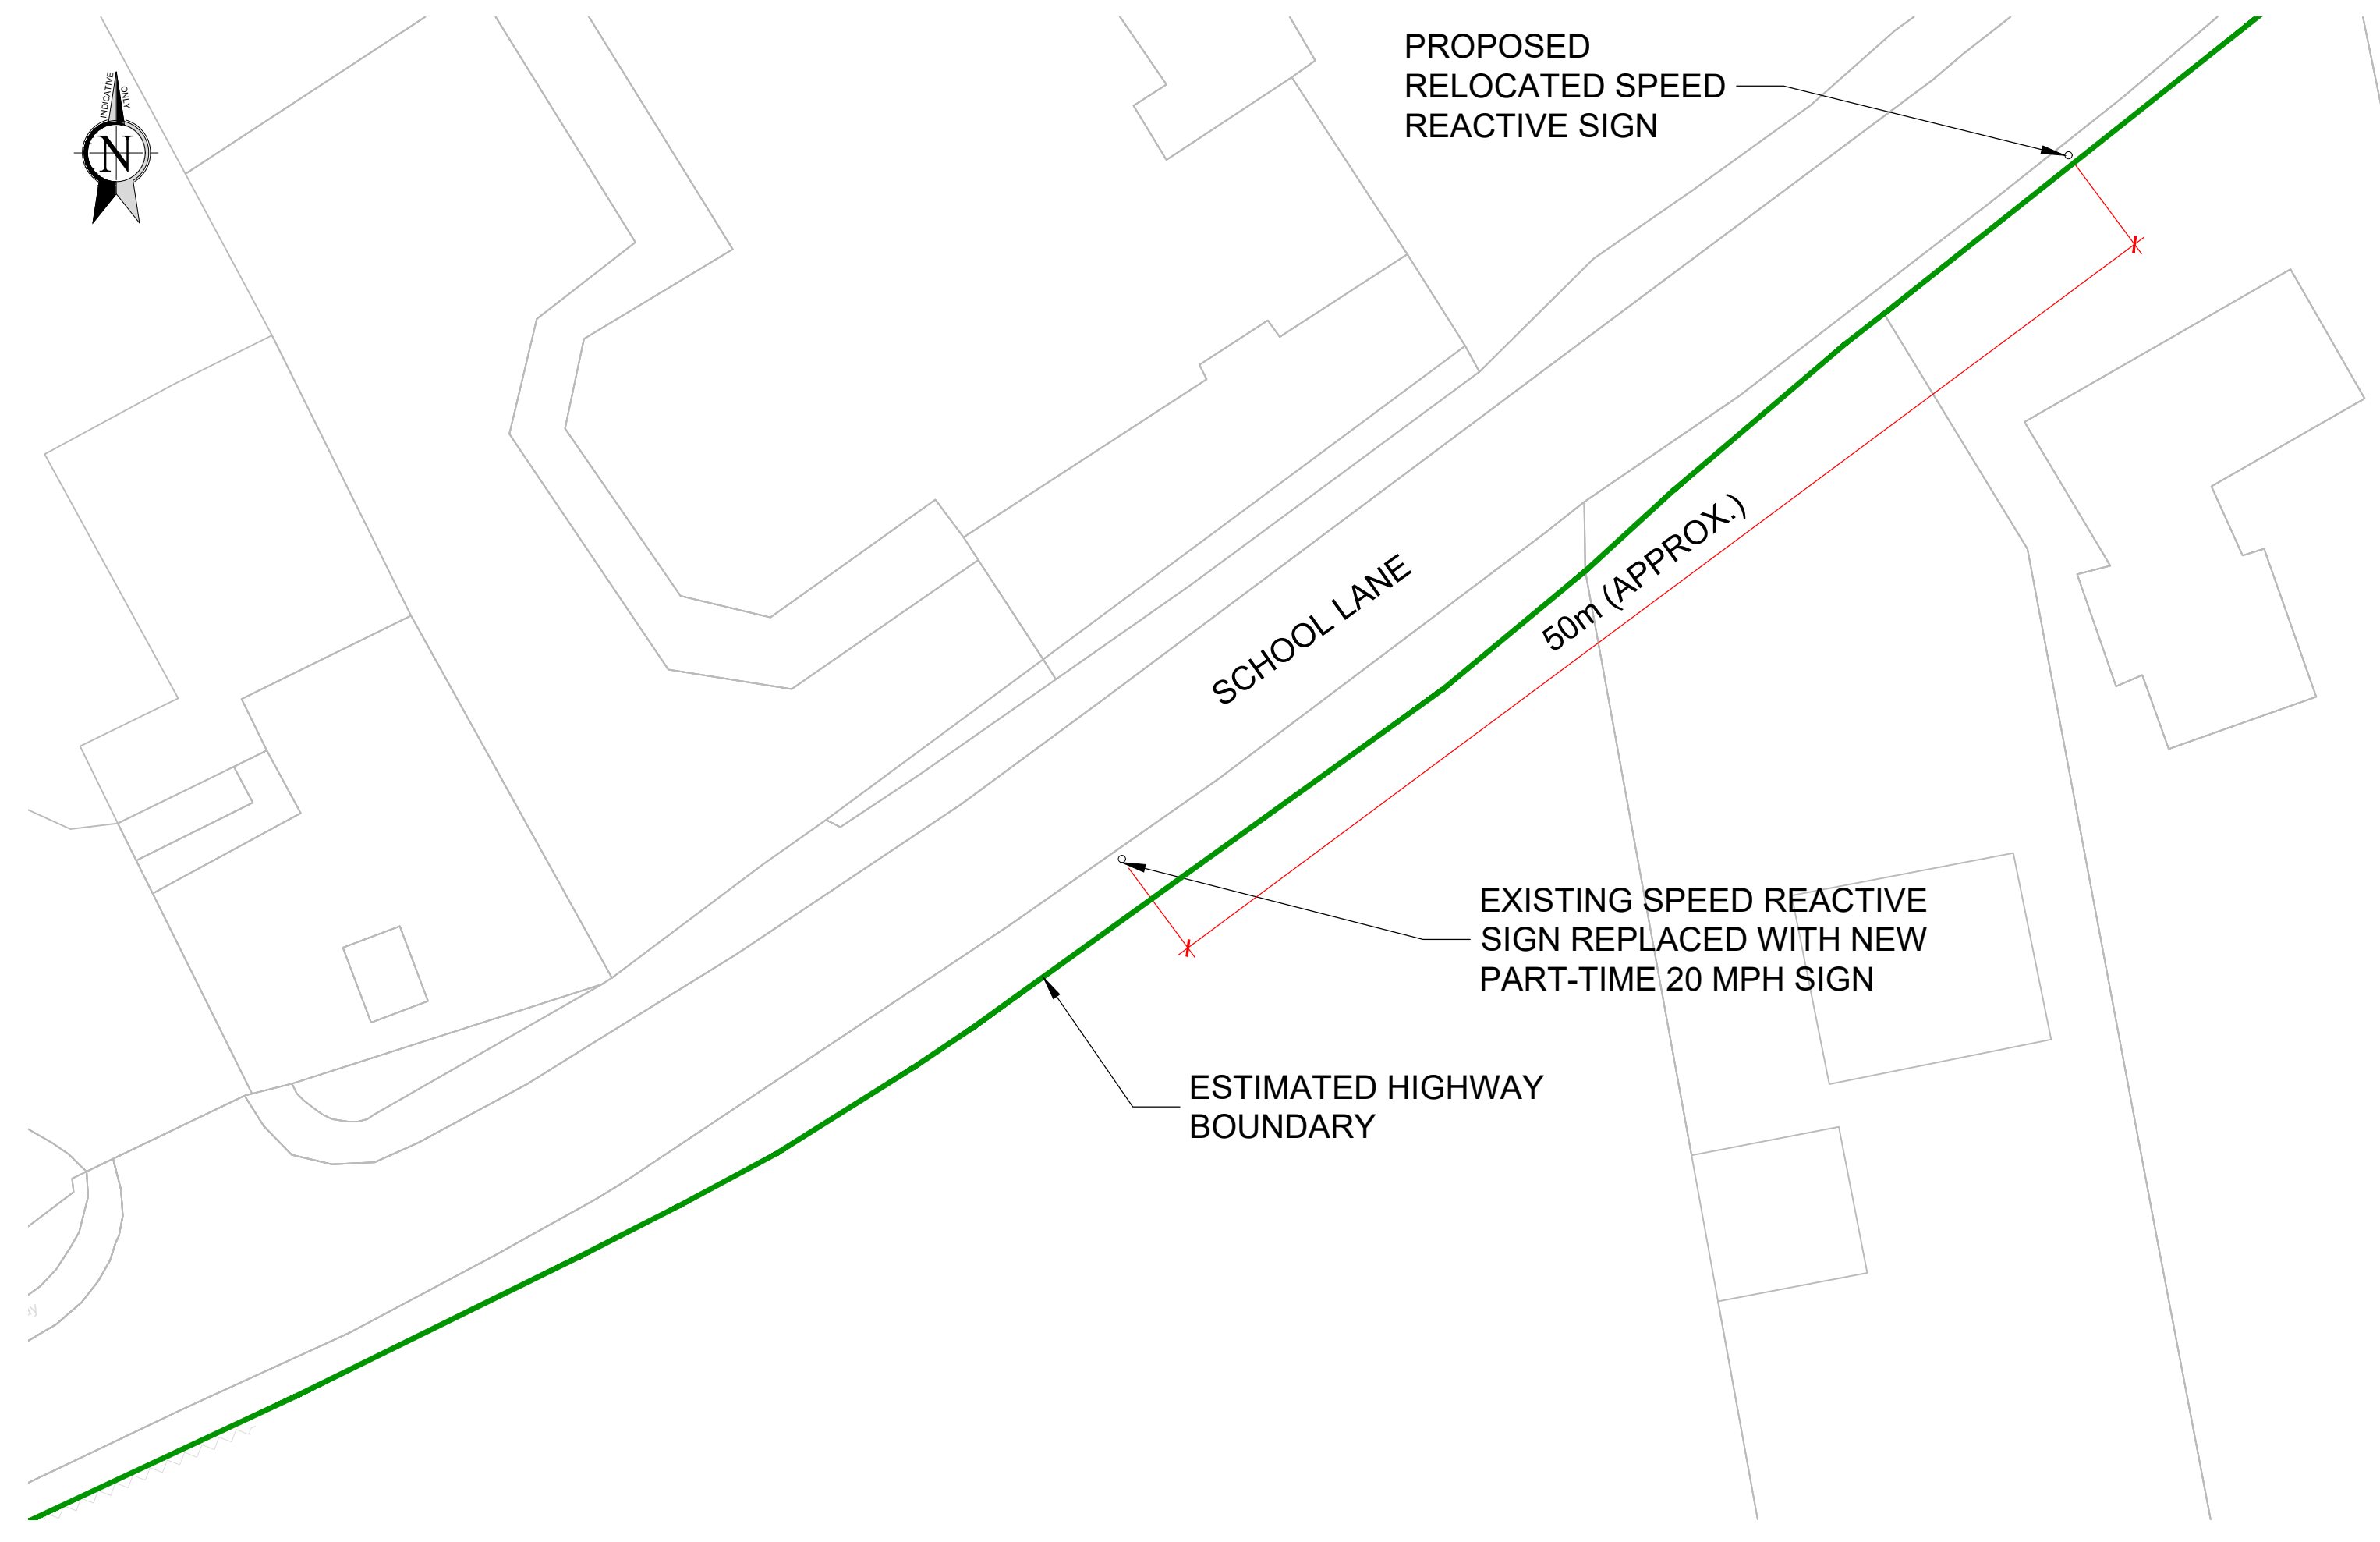 INDICATIVE
ONLY
N
PROPOSED
RELOCATED SPEED
REACTIVE SIGN
SCHOOL LANE
50m (APPROX.)
EXISTING SPEED REACTIVE
SIGN REPLACED WITH NEW
PART-TIME 20 MPH SIGN
ESTIMATED HIGHWAY
BOUNDARY